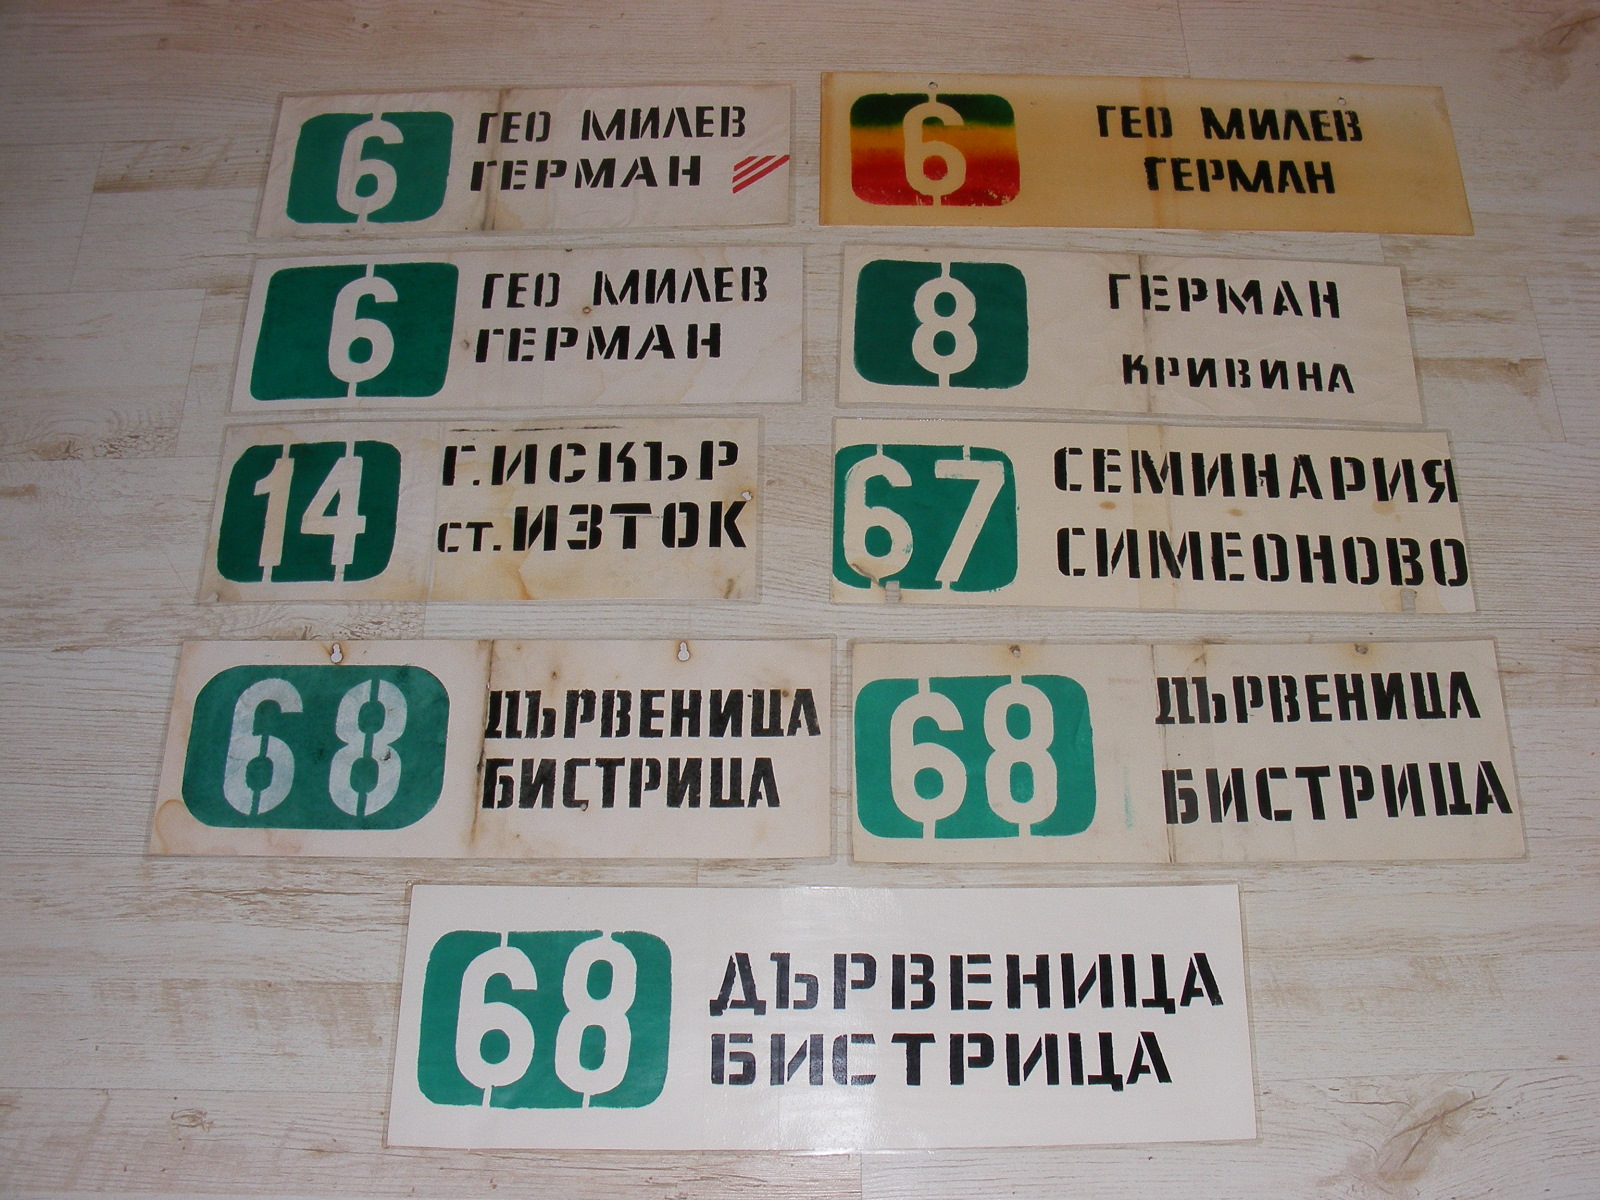 6 ГЕО МИЛЕВ
ГЕРМАН
6 ГЕО МИЛЕВ
ГЕРМАН
6 ГЕО МИЛЕВ
ГЕРМАН
8 ГЕРМАН
КРИВИНА
14 Г.ИСКЪР
СТ.ИЗТОК
67 СЕМИНАРИЯ
СИМЕОНОВО
68 ДЪРВЕНИЦА
БИСТРИЦА
68 ДЪРВЕНИЦА
БИСТРИЦА
68 ДЪРВЕНИЦА
БИСТРИЦА